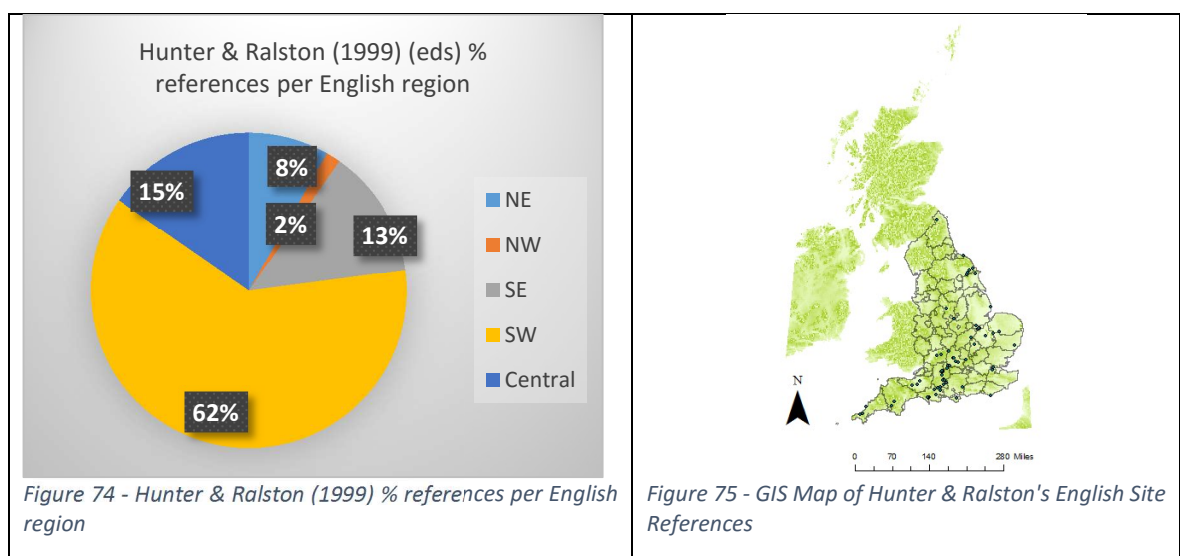 Hunter & Ralston (1999) (eds) %
references per English region
8%
2%
13%
15%
62%
NE
NW
SE
SW
Central
Figure 74 - Hunter & Ralston (1999) % references per English
region
N
0 70 140 280 Miles
Figure 75 - GIS Map of Hunter & Ralston's English Site
References